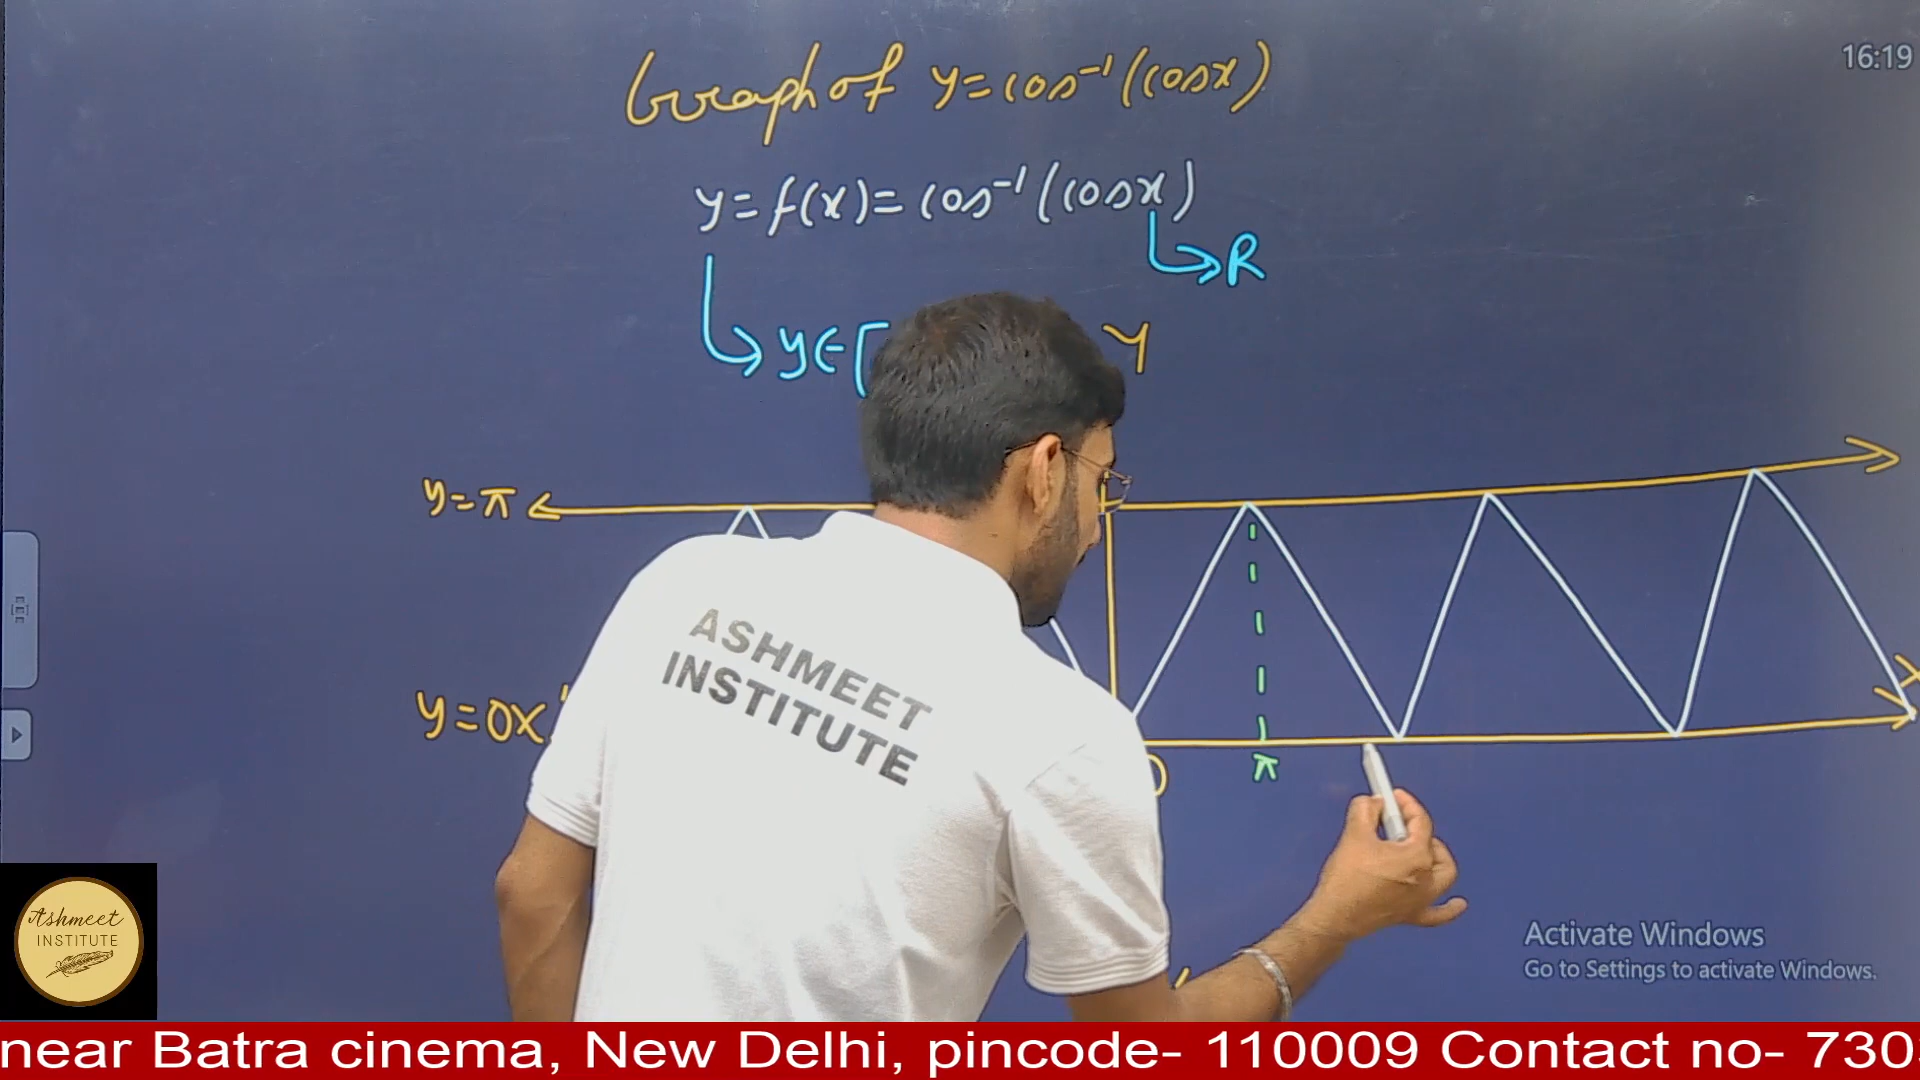 16:19
Graph of y=cos⁻¹(cosx)
y=f(x)=cos⁻¹(cosx)
R
y∈[
Y
y=π
ASHMEET
INSTITUTE
y=0
X
π
Ashmeet
INSTITUTE
Activate Windows
Go to Settings to activate Windows.
near Batra cinema, New Delhi, pincode- 110009 Contact no- 730